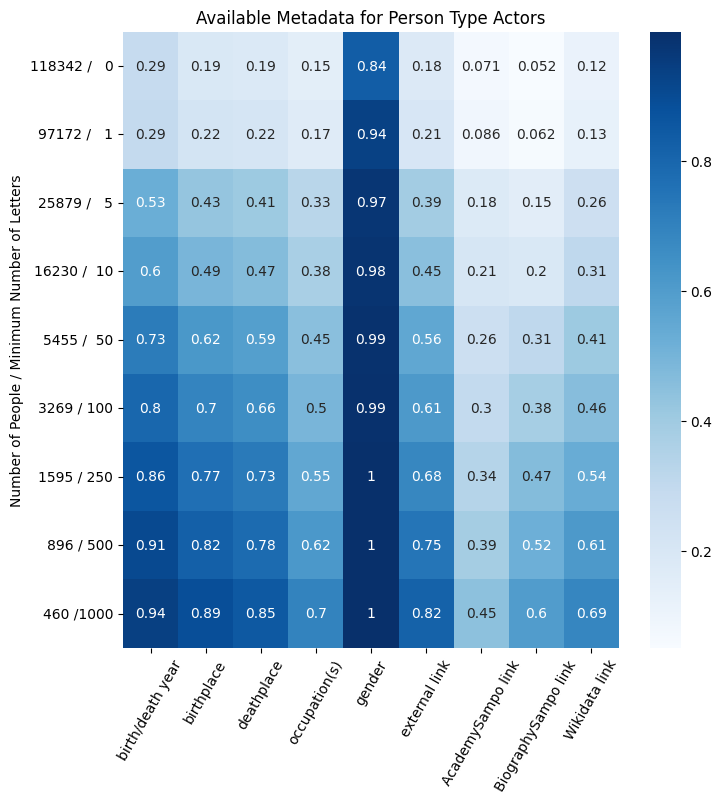 Available Metadata for Person Type Actors
Number of People / Minimum Number of Letters
118342 / 0 0.29 0.19 0.19 0.15 0.84 0.18 0.071 0.052 0.12
97172 / 1 0.29 0.22 0.22 0.17 0.94 0.21 0.086 0.062 0.13
25879 / 5 0.53 0.43 0.41 0.33 0.97 0.39 0.18 0.15 0.26
16230 / 10 0.6 0.49 0.47 0.38 0.98 0.45 0.21 0.2 0.31
5455 / 50 0.73 0.62 0.59 0.45 0.99 0.56 0.26 0.31 0.41
3269 / 100 0.8 0.7 0.66 0.5 0.99 0.61 0.3 0.38 0.46
1595 / 250 0.86 0.77 0.73 0.55 1 0.68 0.34 0.47 0.54
896 / 500 0.91 0.82 0.78 0.62 1 0.75 0.39 0.52 0.61
460 /1000 0.94 0.89 0.85 0.7 1 0.82 0.45 0.6 0.69
birth/death year
birthplace
deathplace
occupation(s)
gender
external link
AcademySampo link
BiographySampo link
Wikidata link
0.8
0.6
0.4
0.2